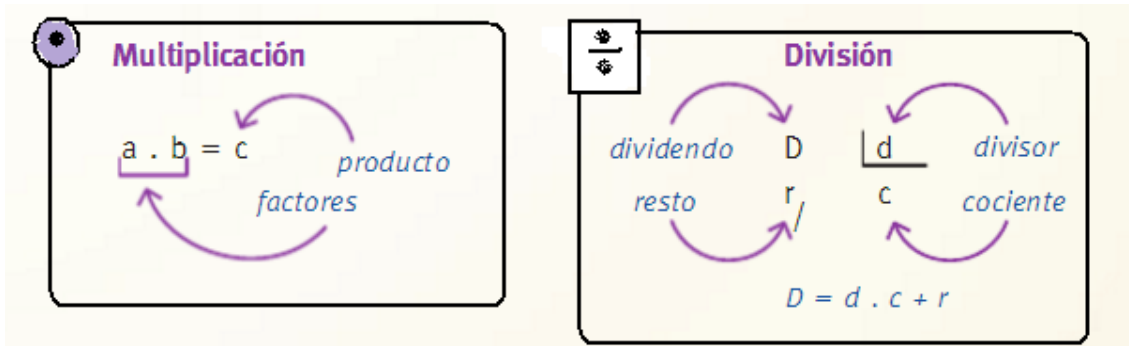 Multiplicación
a . b = c
producto
factores
División
dividendo D d divisor
resto r c cociente
D = d . c + r